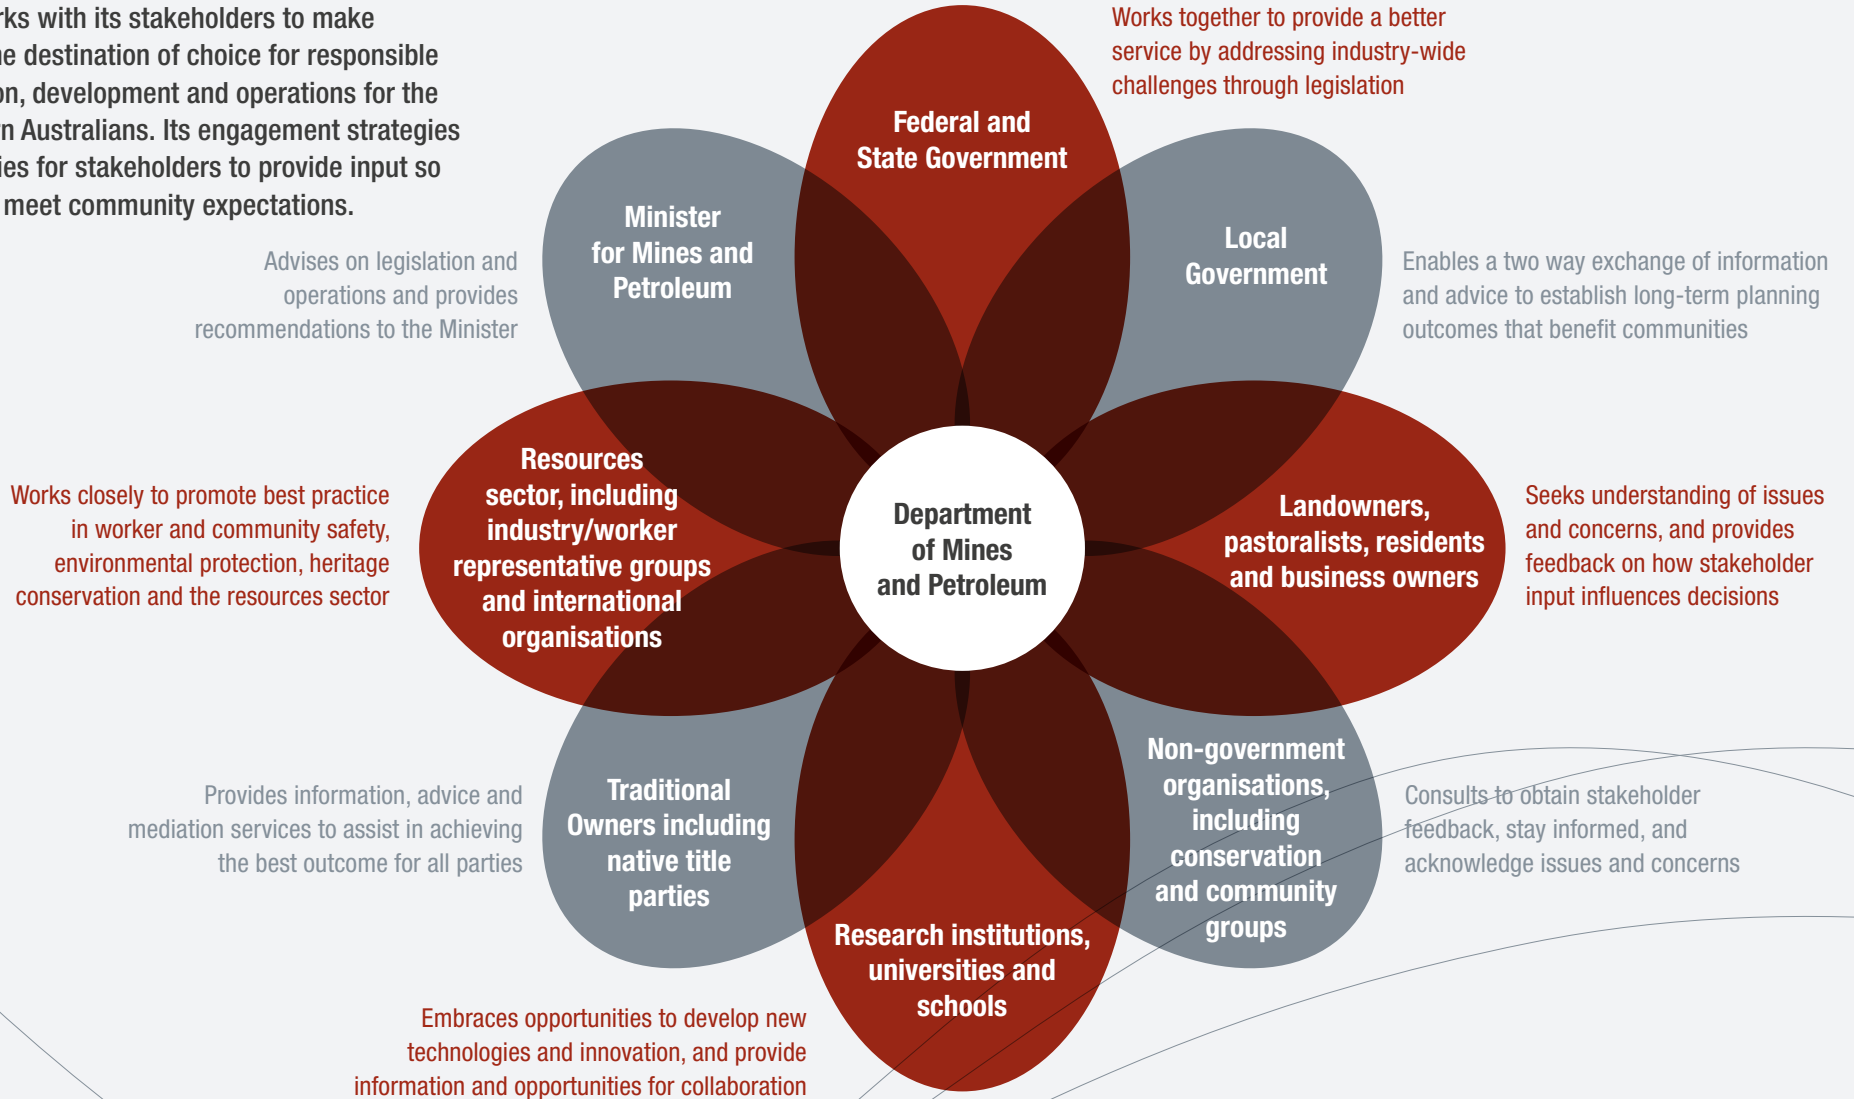 with its stakeholders to make
destination of choice for responsible
development and operations for the
Australians. Its engagement strategies
for stakeholders to provide input so
meet community expectations.
Works together to provide a better
service by addressing industry-wide
challenges through legislation
Federal and
State Government
Minister
for Mines and
Petroleum
Advises on legislation and
operations and provides
recommendations to the Minister
Local
Government
Enables a two way exchange of information
and advice to establish long-term planning
outcomes that benefit communities
Works closely to promote best practice
in worker and community safety,
environmental protection, heritage
conservation and the resources sector
Resources
sector, including
industry/worker
representative groups
and international
organisations
Department
of Mines
and Petroleum
Landowners,
pastoralists, residents
and business owners
Seeks understanding of issues
and concerns, and provides
feedback on how stakeholder
input influences decisions
Provides information, advice and
mediation services to assist in achieving
the best outcome for all parties
Traditional
Owners including
native title
parties
Non-government
organisations,
including
conservation
and community
groups
Consults to obtain stakeholder
feedback, stay informed, and
acknowledge issues and concerns
Research institutions,
universities and
schools
Embraces opportunities to develop new
technologies and innovation, and provide
information and opportunities for collaboration